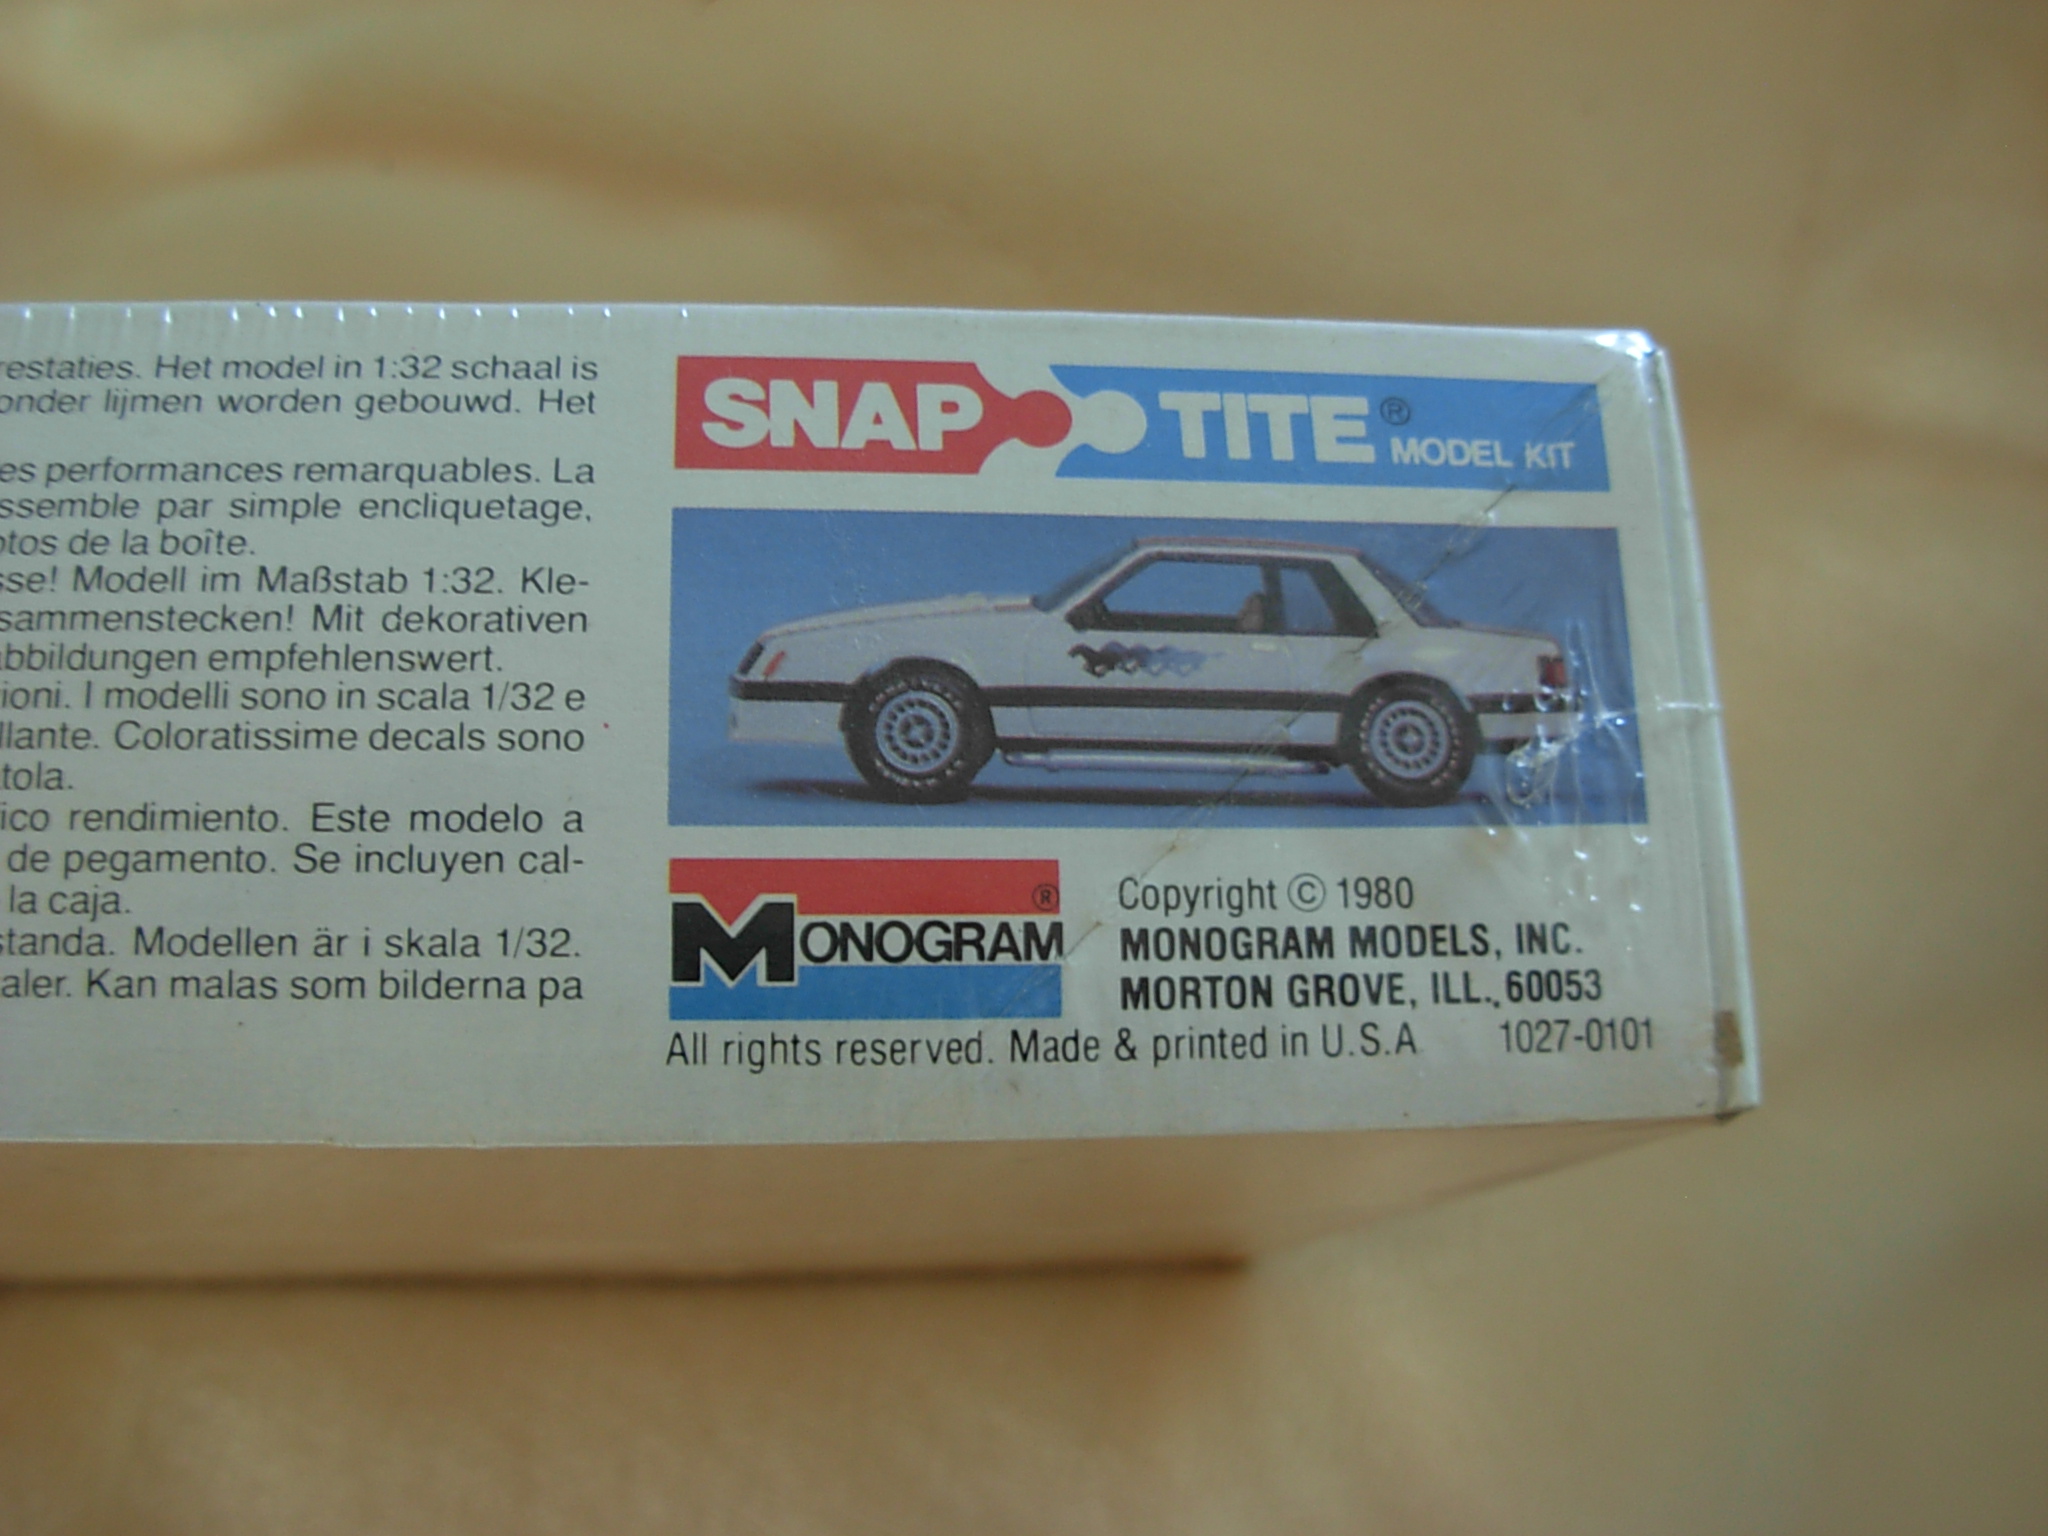 restaties. Het model in 1:32 schaal is
onder lijmen worden gebouwd. Het
es performances remarquables. La
ssemble par simple encliquetage,
otos de la boîte.
sse! Modell im Maßstab 1:32. Kle-
sammenstecken! Mit dekorativen
abbildungen empfehlenswert.
ioni. I modelli sono in scala 1/32 e
llante. Coloratissime decals sono
tola.
ico rendimiento. Este modelo a
de pegamento. Se incluyen cal-
la caja.
standa. Modellen är i skala 1/32.
aler. Kan malas som bilderna pa
SNAP TITE® MODEL KIT
MONOGRAM®
Copyright © 1980
MONOGRAM MODELS, INC.
MORTON GROVE, ILL., 60053
All rights reserved. Made & printed in U.S.A 1027-0101